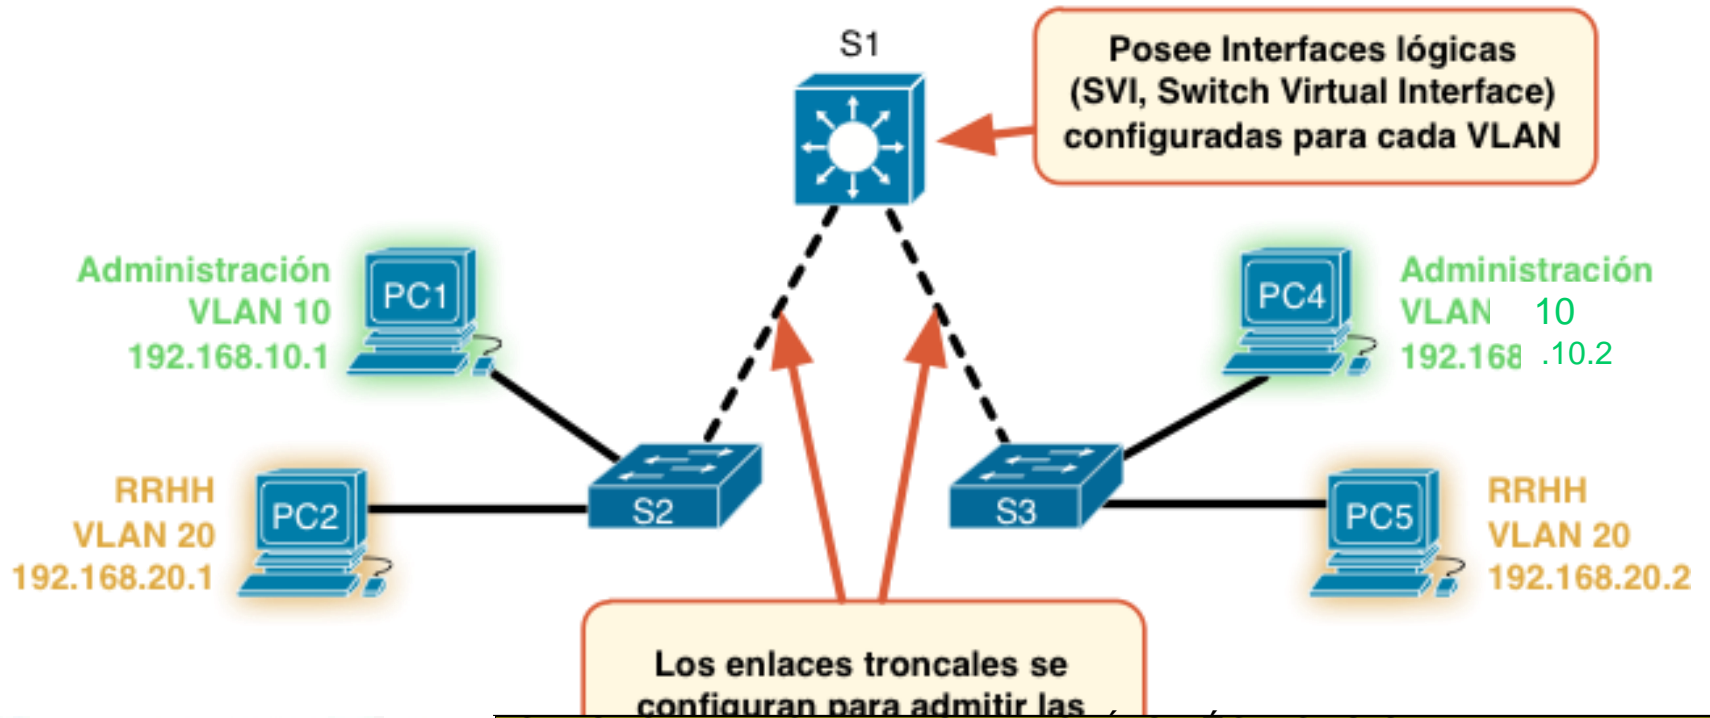 S1
Posee Interfaces lógicas
(SVI, Switch Virtual Interface)
configuradas para cada VLAN
Administración
VLAN 10
192.168.10.1
PC1
PC4
Administración
VLAN 10
192.168 .10.2
RRHH
VLAN 20
192.168.20.1
PC2
S2
S3
PC5
RRHH
VLAN 20
192.168.20.2
Los enlaces troncales se
configuran para admitir las